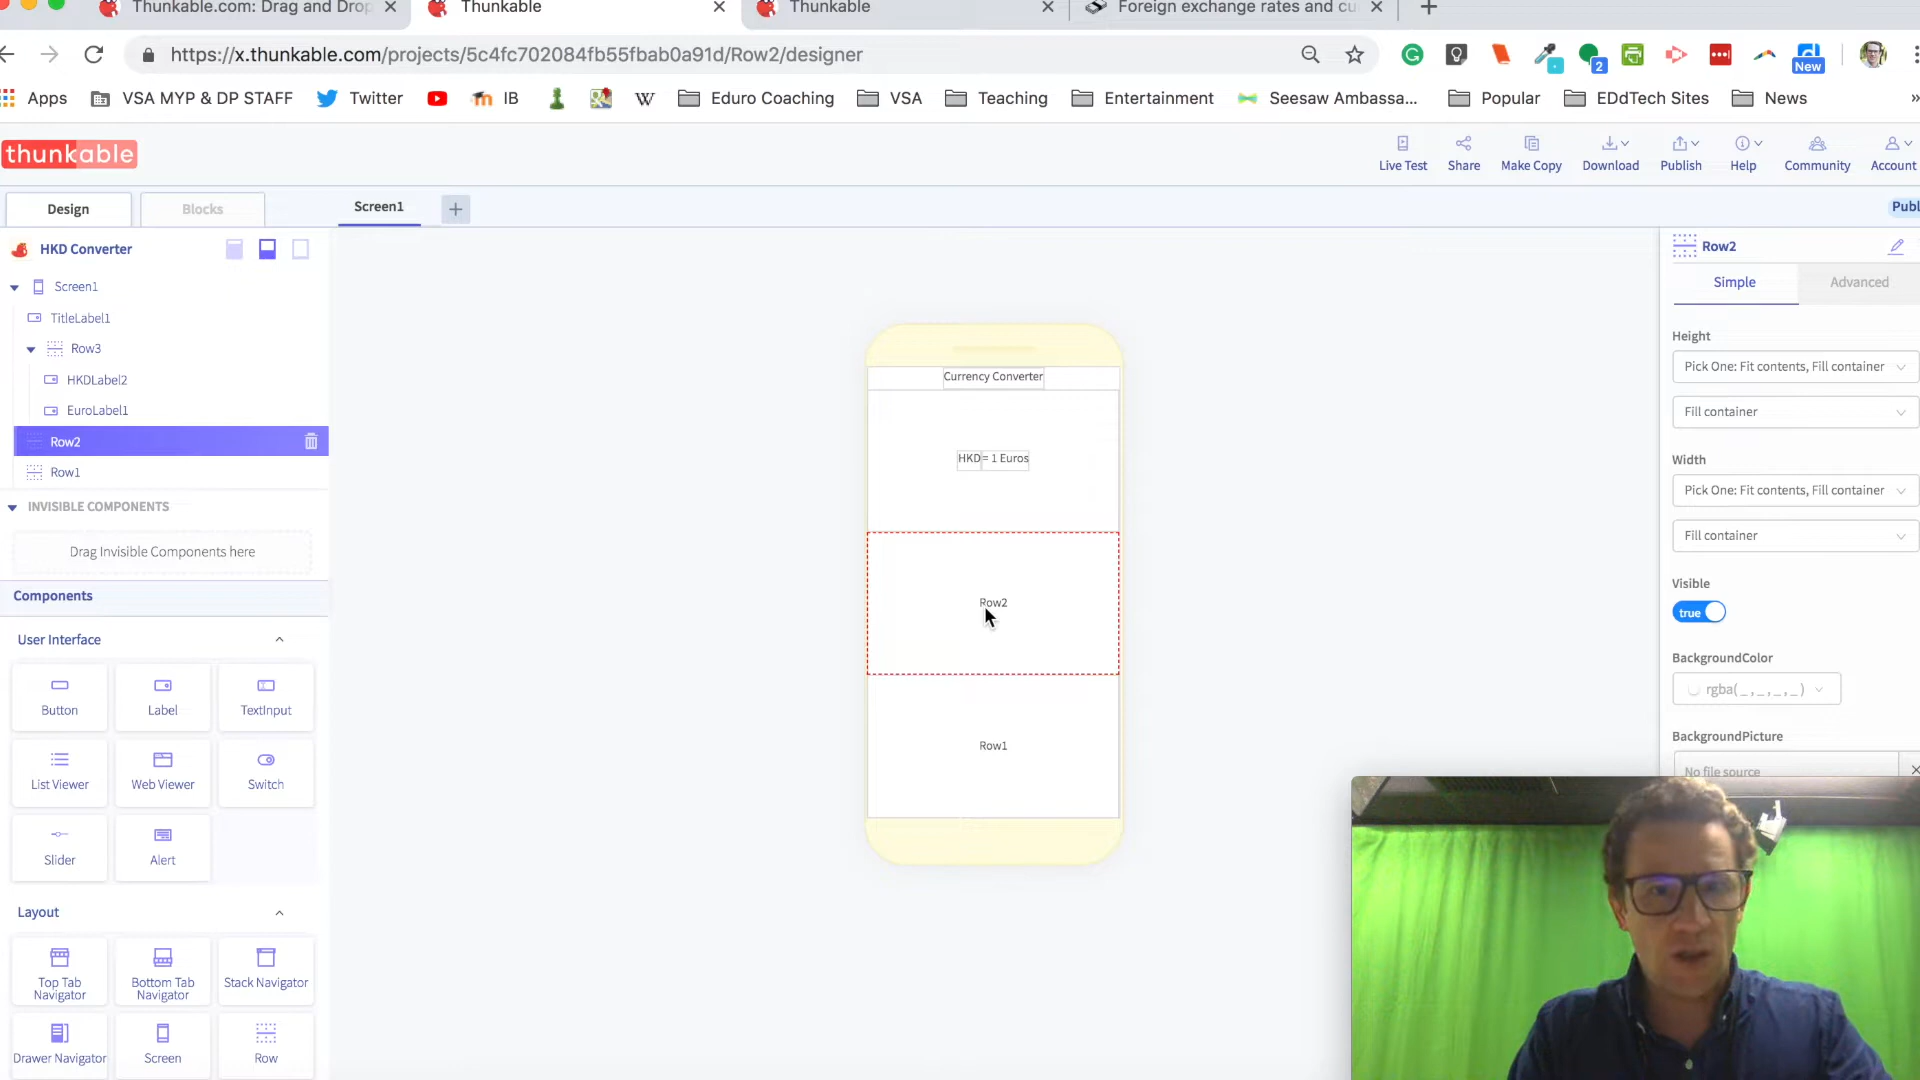 Thunkable.com: Drag and Drop
Thunkable
Thunkable
Foreign exchange rates and cu
https://x.thunkable.com/projects/5c4fc702084fb55fbab0a91d/Row2/designer
2
New
Apps
VSA MYP & DP STAFF
Twitter
IB
W
Eduro Coaching
VSA
Teaching
Entertainment
Seesaw Ambassa...
Popular
EDdTech Sites
News
»
thunkable
Live Test
Share
Make Copy
Download
Publish
Help
Community
Account
Design
Blocks
Screen1
+
Publ
HKD Converter
Screen1
TitleLabel1
Row3
HKDLabel2
EuroLabel1
Row2
Row1
INVISIBLE COMPONENTS
Drag Invisible Components here
Components
User Interface
Button
Label
TextInput
List Viewer
Web Viewer
Switch
Slider
Alert
Layout
Top Tab
Navigator
Bottom Tab
Navigator
Stack Navigator
Drawer Navigator
Screen
Row
Currency Converter
HKD = 1 Euros
Row2
Row1
Row2
Simple
Advanced
Height
Pick One: Fit contents, Fill container
Fill container
Width
Pick One: Fit contents, Fill container
Fill container
Visible
true
BackgroundColor
rgba(_,_,_,_)
BackgroundPicture
No file source